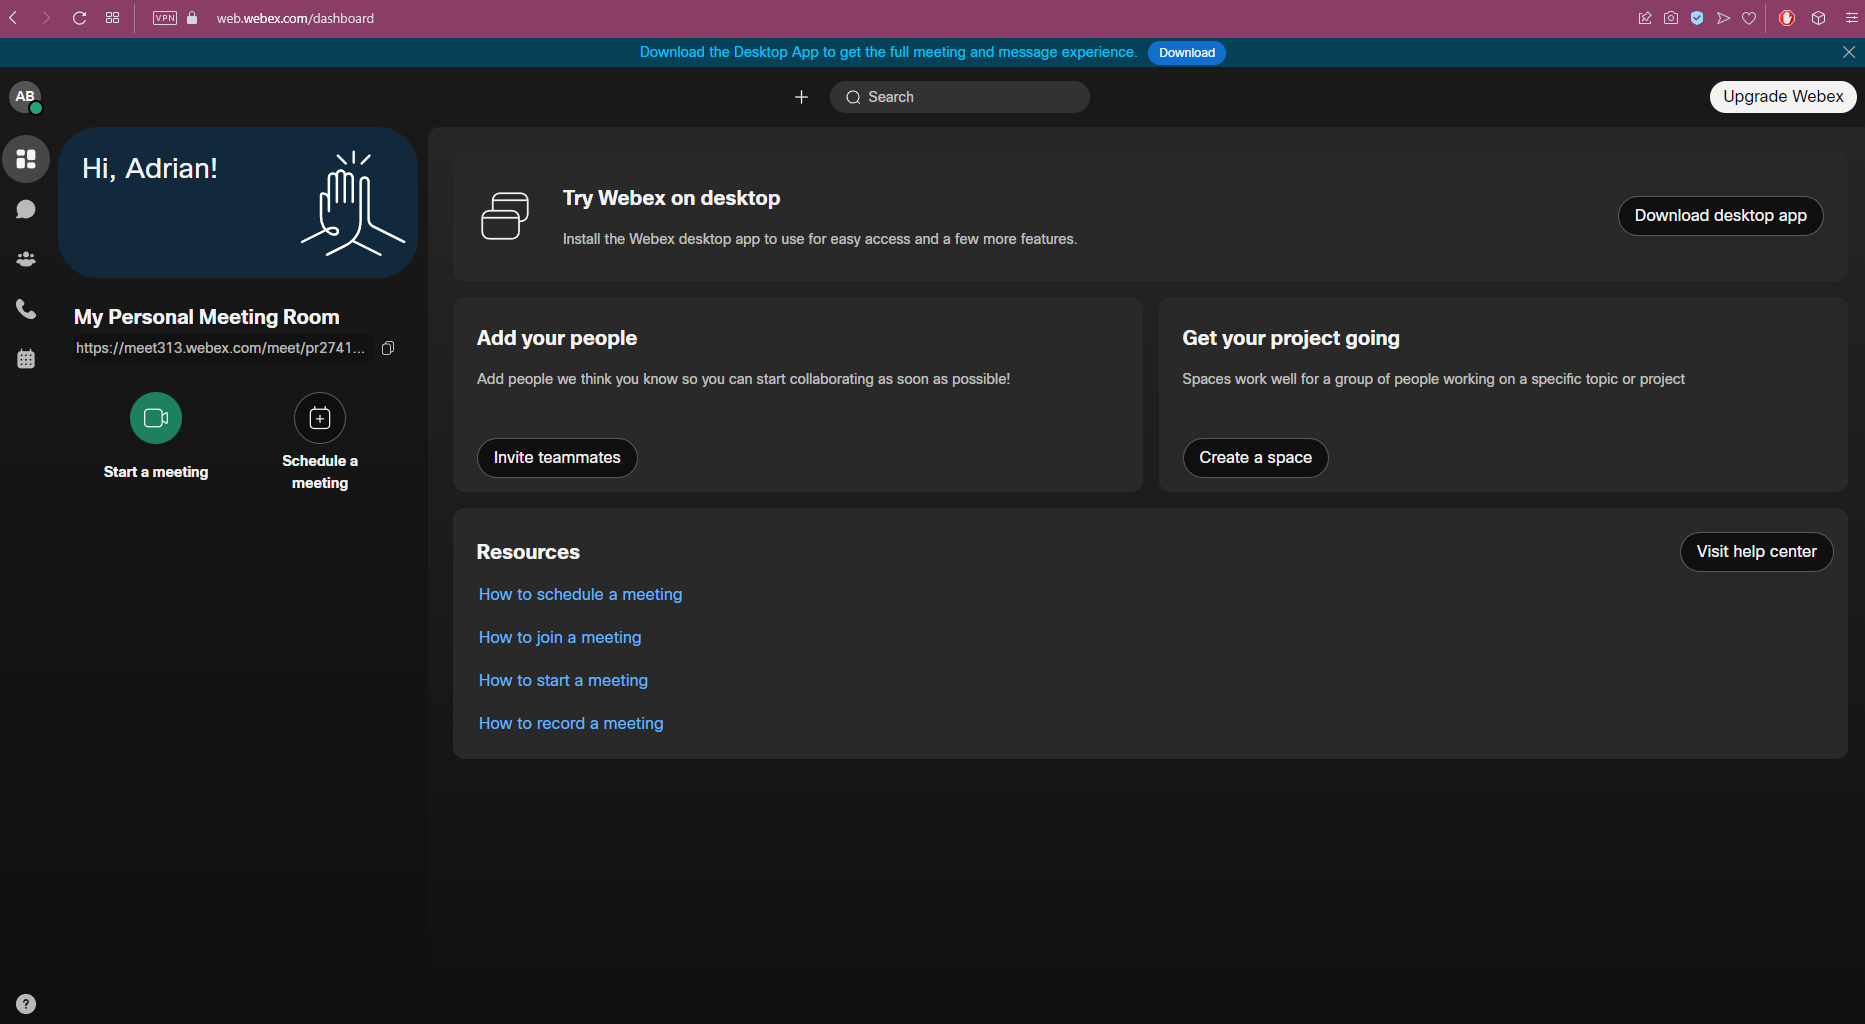 VPN
web.webex.com/dashboard
Download the Desktop App to get the full meeting and message experience.
Download
AB
Search
Upgrade Webex
Hi, Adrian!
My Personal Meeting Room
https://meet313.webex.com/meet/pr2741...
Start a meeting
Schedule a
meeting
Try Webex on desktop
Install the Webex desktop app to use for easy access and a few more features.
Download desktop app
Add your people
Add people we think you know so you can start collaborating as soon as possible!
Invite teammates
Get your project going
Spaces work well for a group of people working on a specific topic or project
Create a space
Resources
Visit help center
How to schedule a meeting
How to join a meeting
How to start a meeting
How to record a meeting
?